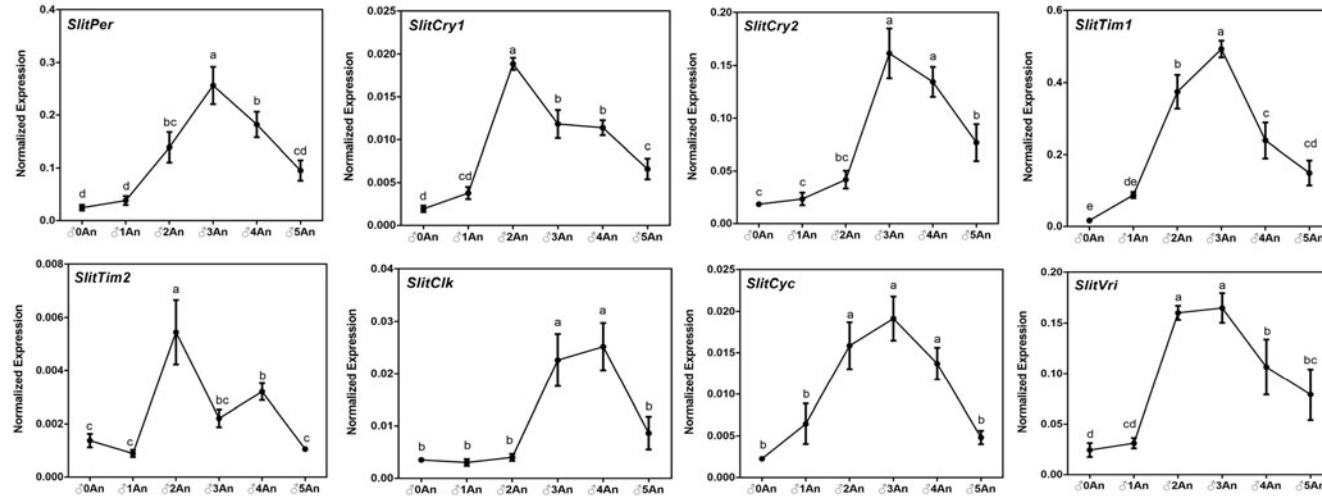 SlitPer
Normalized Expression
0.4
0.3
0.2
0.1
0.0
d d bc a b cd
♂0An ♂1An ♂2An ♂3An ♂4An ♂5An
SlitCry1
Normalized Expression
0.025
0.020
0.015
0.010
0.005
0.000
d cd a b b c
♂0An ♂1An ♂2An ♂3An ♂4An ♂5An
SlitCry2
Normalized Expression
0.20
0.15
0.10
0.05
0.00
c c bc a a b
♂0An ♂1An ♂2An ♂3An ♂4An ♂5An
SlitTim1
Normalized Expression
0.6
0.4
0.2
0.0
e de b a c cd
♂0An ♂1An ♂2An ♂3An ♂4An ♂5An
SlitTim2
Normalized Expression
0.008
0.006
0.004
0.002
0.000
c c a bc b c
♂0An ♂1An ♂2An ♂3An ♂4An ♂5An
SlitClk
Normalized Expression
0.04
0.03
0.02
0.01
0.00
b b b a a b
♂0An ♂1An ♂2An ♂3An ♂4An ♂5An
SlitCyc
Normalized Expression
0.025
0.020
0.015
0.010
0.005
0.000
b b a a a b
♂0An ♂1An ♂2An ♂3An ♂4An ♂5An
SlitVri
Normalized Expression
0.20
0.15
0.10
0.05
0.00
d cd a a b bc
♂0An ♂1An ♂2An ♂3An ♂4An ♂5An